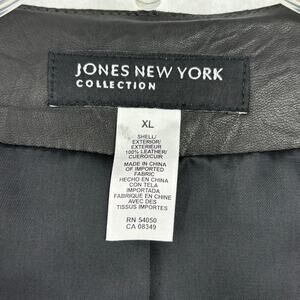 JONES NEW YORK
COLLECTION
XL
SHELL/
EXTERIOR/
EXTERIEUR
100% LEATHER/
CUERO/CUIR
MADE IN CHINA
OF IMPORTED
FABRIC
HECHO EN CHINA
CON TELA
IMPORTADA
FABRIQUE EN CHINE
AVEC DES
TISSUS IMPORTES
RN 54050
CA 08349